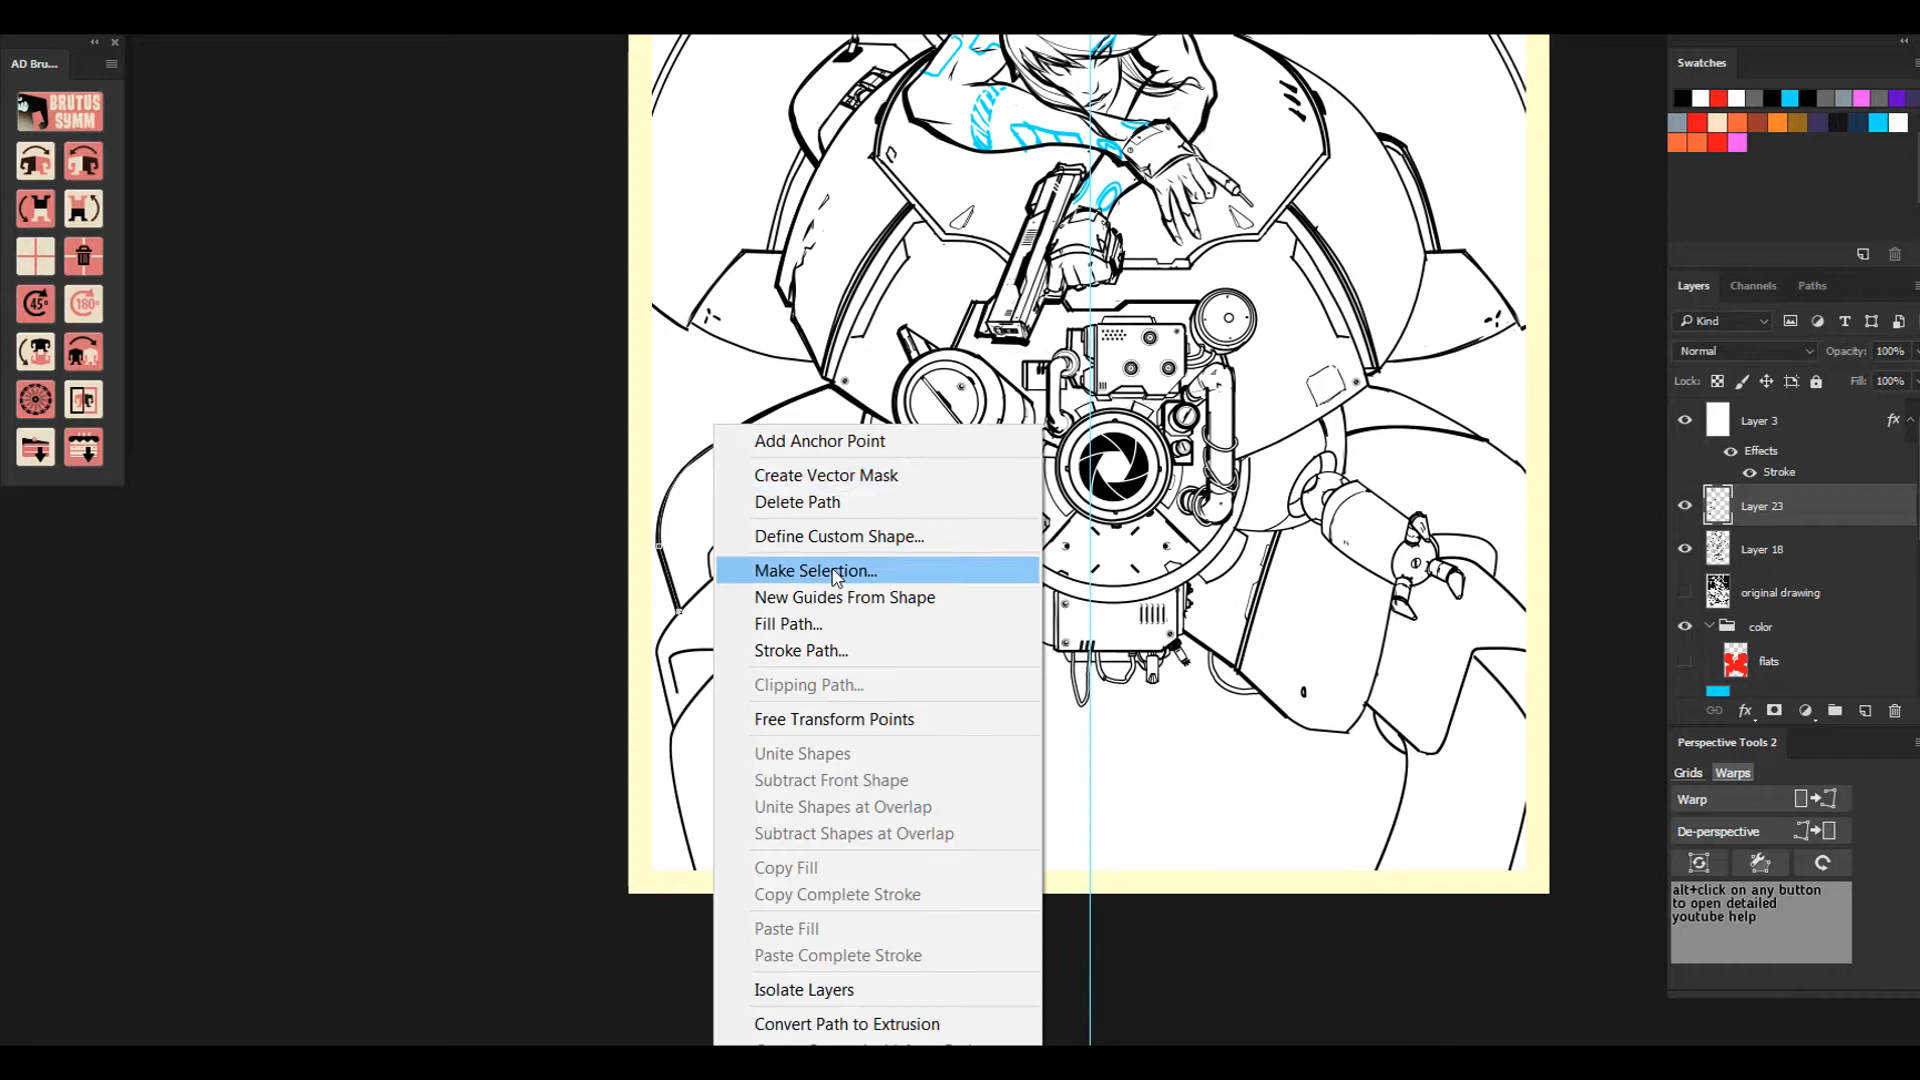 AD Bru...
BRUTUS
SYMM
45°
180°
Add Anchor Point
Create Vector Mask
Delete Path
Define Custom Shape...
Make Selection...
New Guides From Shape
Fill Path...
Stroke Path...
Clipping Path...
Free Transform Points
Unite Shapes
Subtract Front Shape
Unite Shapes at Overlap
Subtract Shapes at Overlap
Copy Fill
Copy Complete Stroke
Paste Fill
Paste Complete Stroke
Isolate Layers
Convert Path to Extrusion
Swatches
Layers Channels Paths
Kind
Normal Opacity: 100%
Lock: Fill: 100%
Layer 3 fx
Effects
Stroke
Layer 23
Layer 18
original drawing
color
flats
fx
Perspective Tools 2
Grids Warps
Warp
De-perspective
alt+click on any button
to open detailed
youtube help